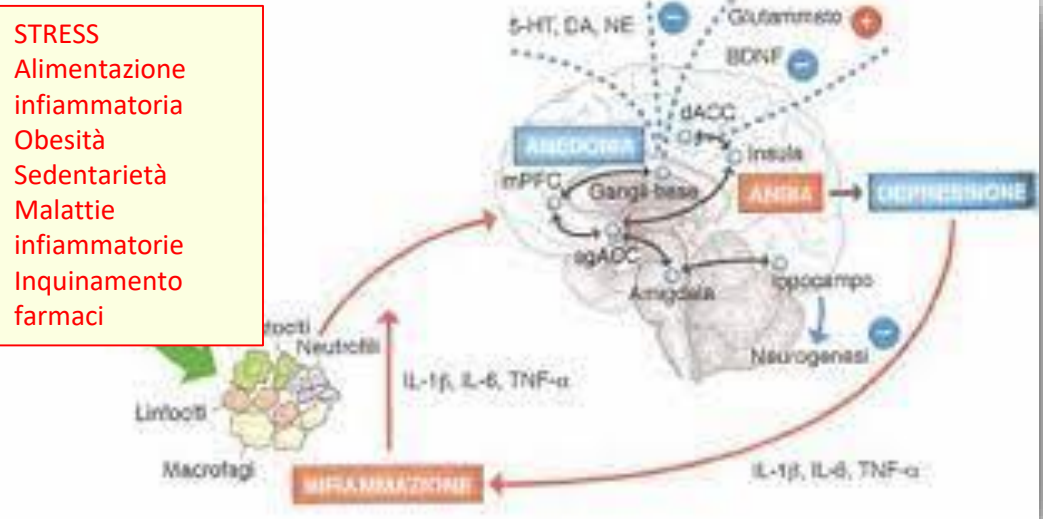 STRESS
Alimentazione
infiammatoria
Obesità
Sedentarietà
Malattie
infiammatorie
Inquinamento
farmaci
5-HT, DA, NE
−
Glutammato +
BDNF −
dACC
ANEDONIA
Insula
mPFC
Gangli base
ANSIA
DEPRESSIONE
sgACC
Amigdala
Ippocampo
−
Neurogenesi
Neutrofili
IL-1β, IL-6, TNF-α
Linfociti
Macrofagi
INFIAMMAZIONE
IL-1β, IL-6, TNF-α